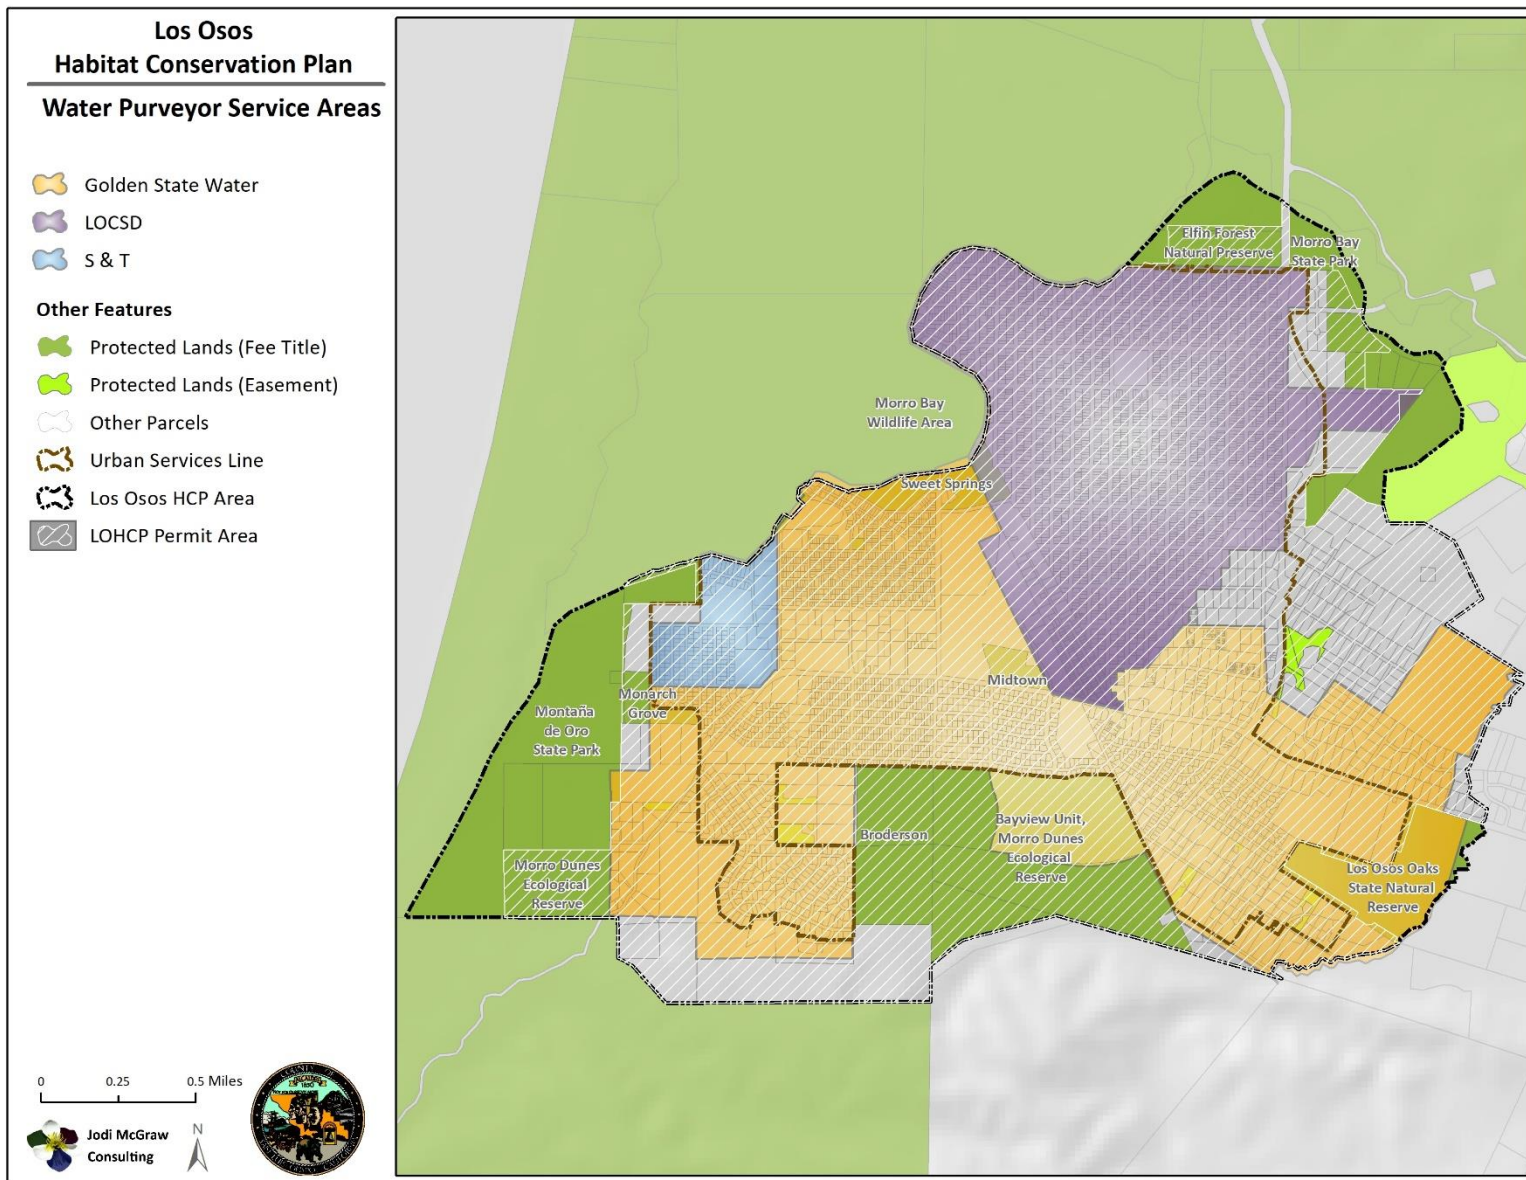 Los Osos
Habitat Conservation Plan
Water Purveyor Service Areas
Golden State Water
LOCSD
S & T
Other Features
Protected Lands (Fee Title)
Protected Lands (Easement)
Other Parcels
Urban Services Line
Los Osos HCP Area
LOHCP Permit Area
0
0.25
0.5 Miles
Jodi McGraw
Consulting
N
COUNTY OF
Elfin Forest
Natural Preserve
Morro Bay
State Park
Morro Bay
Wildlife Area
Sweet Springs
Midtown
Monarch
Grove
Montaña
de Oro
State Park
Broderson
Bayview Unit,
Morro Dunes
Ecological
Reserve
Morro Dunes
Ecological
Reserve
Los Osos Oaks
State Natural
Reserve